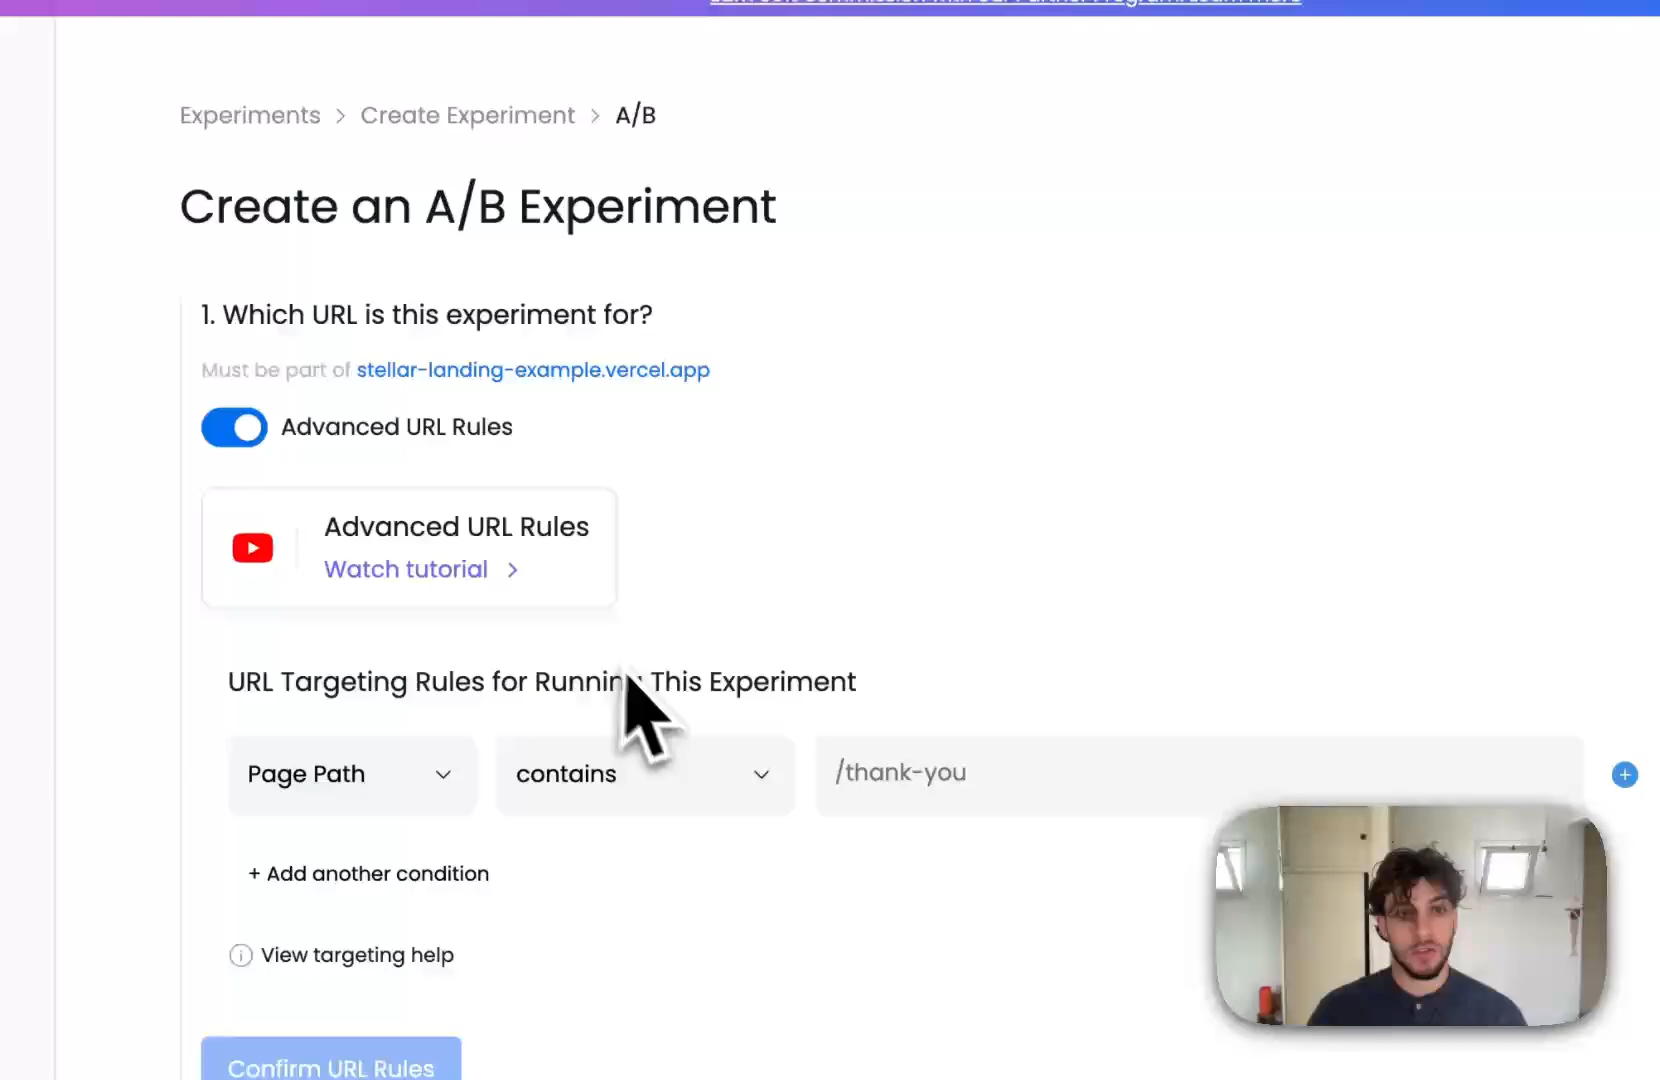 Experiments > Create Experiment > A/B
Create an A/B Experiment
1. Which URL is this experiment for?
Must be part of stellar-landing-example.vercel.app
Advanced URL Rules
Advanced URL Rules
Watch tutorial >
URL Targeting Rules for Running This Experiment
Page Path
contains
/thank-you
+ Add another condition
View targeting help
Confirm URL Rules